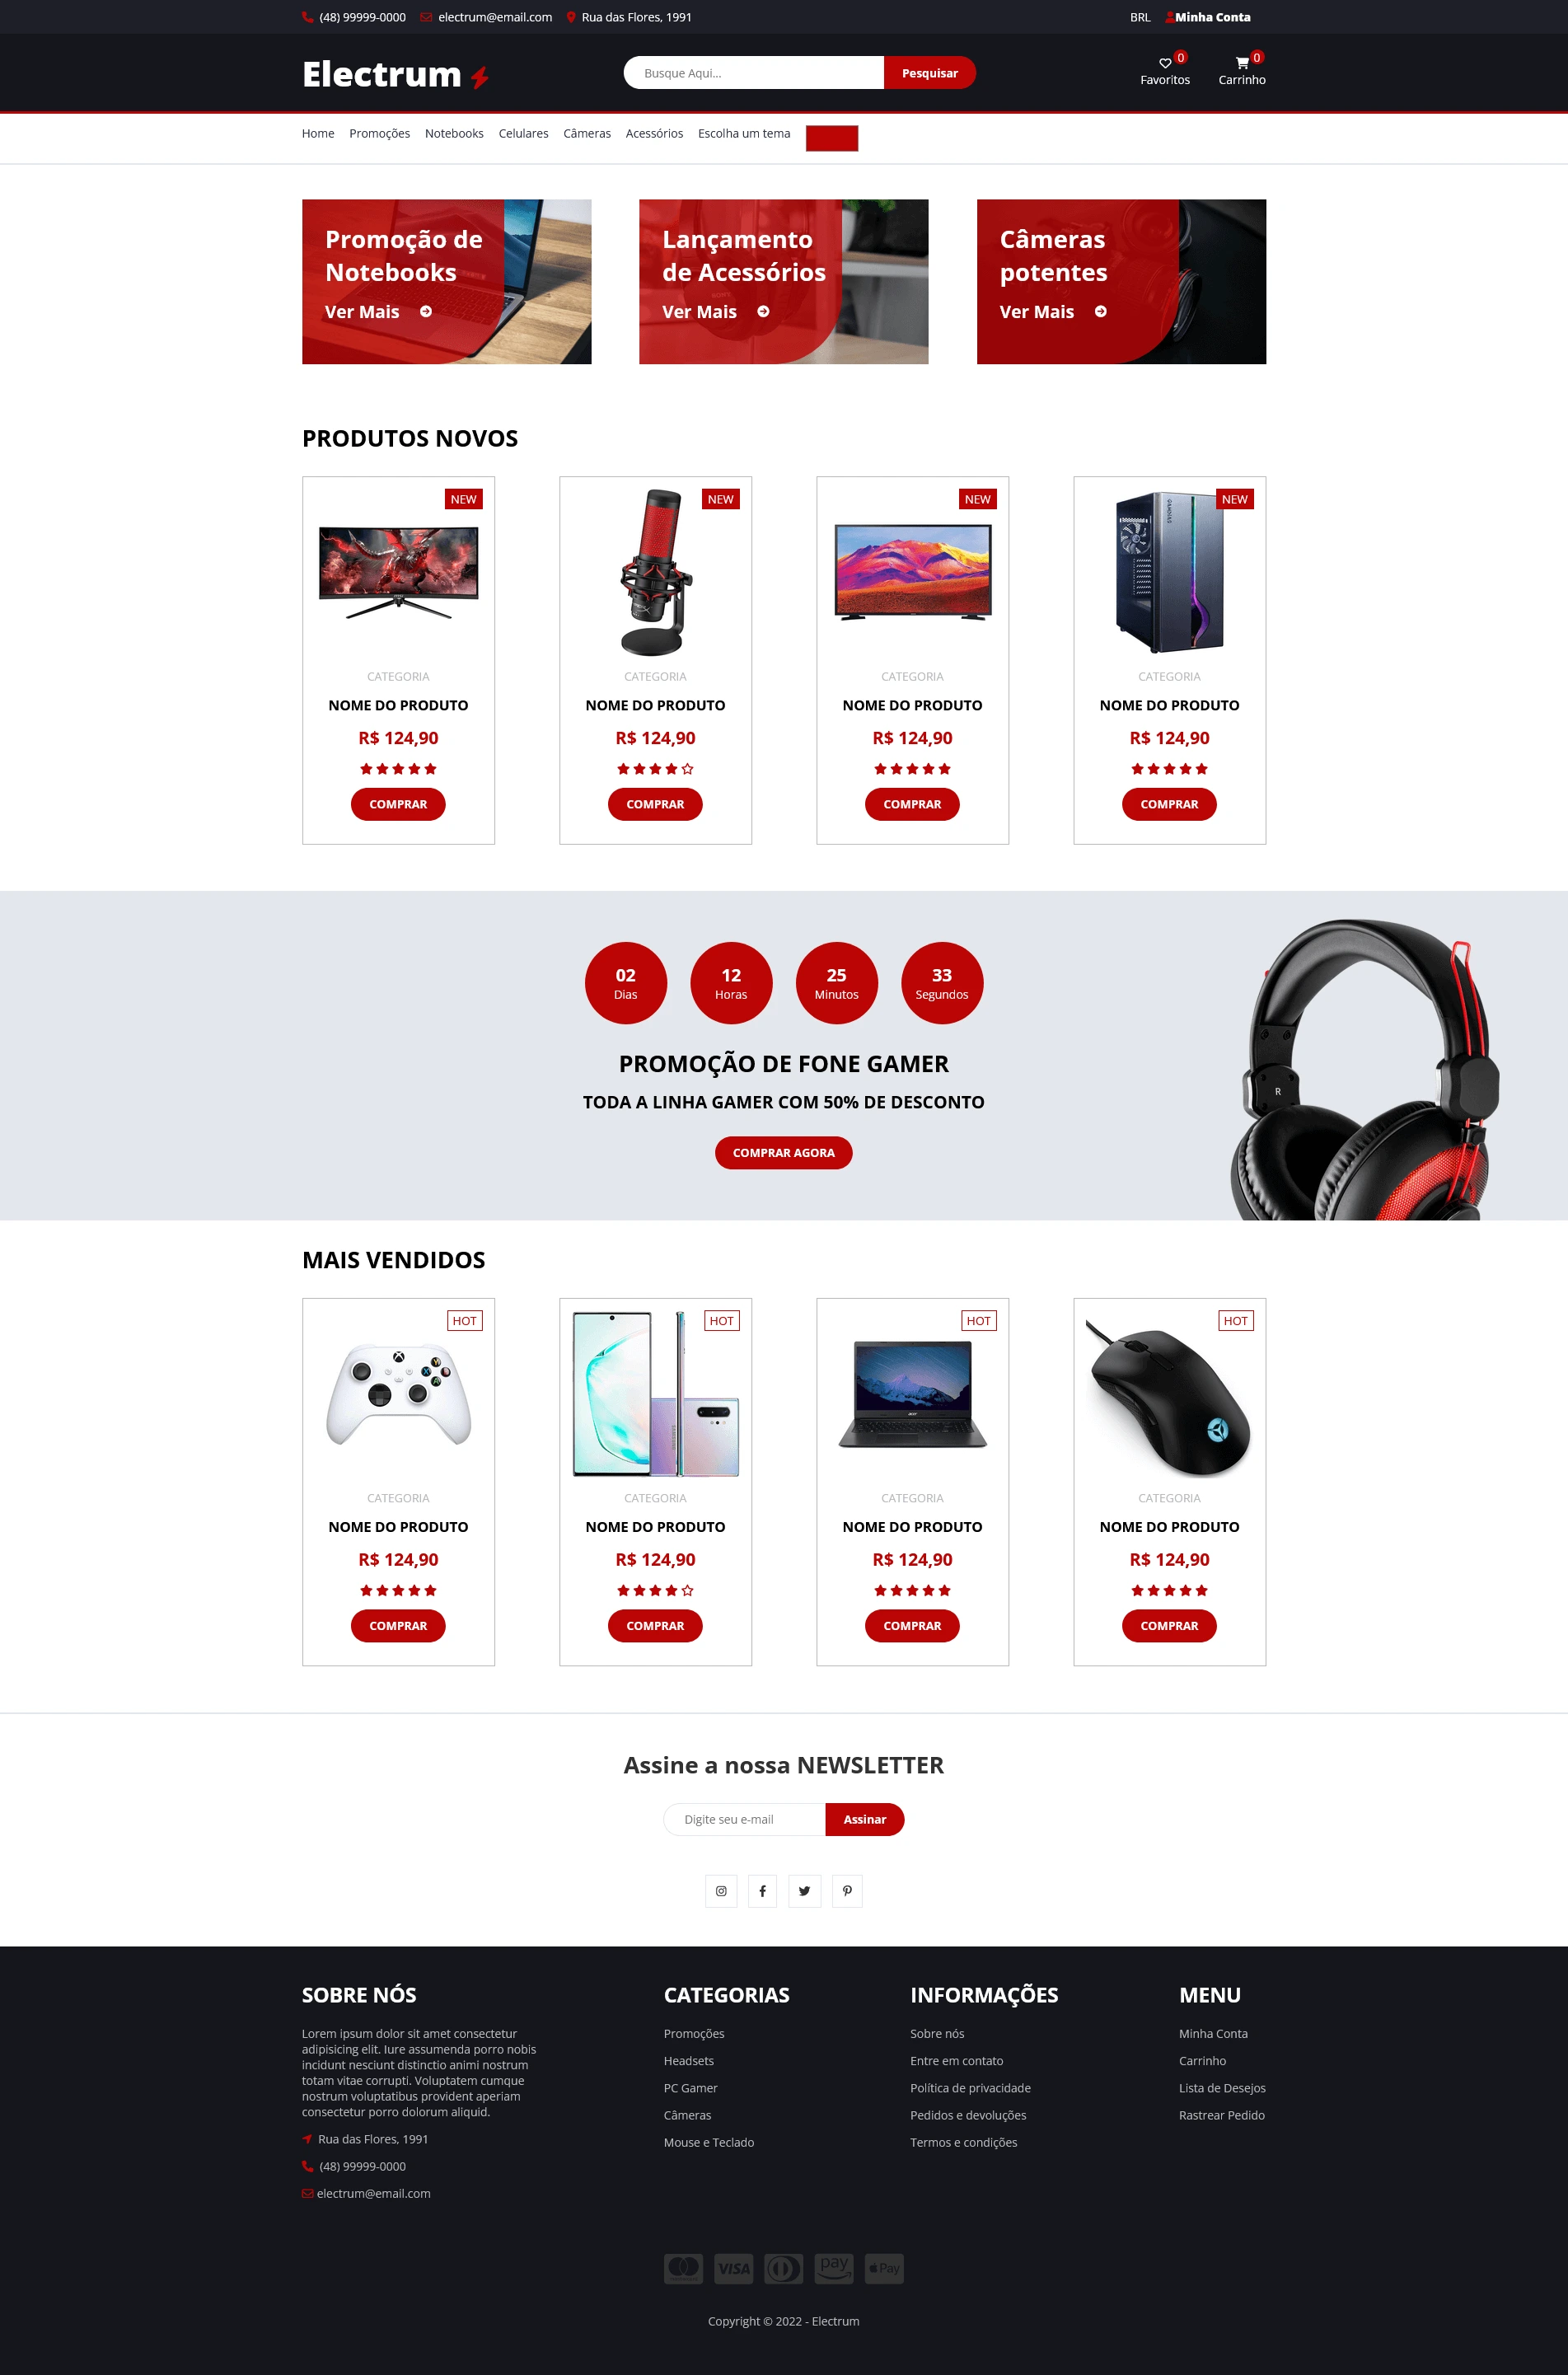 (48) 99999-0000 electrum@email.com Rua das Flores, 1991 BRL Minha Conta
Electrum Busque Aqui... Pesquisar
0 0
Favoritos Carrinho
Home Promoções Notebooks Celulares Câmeras Acessórios Escolha um tema
Promoção de
Notebooks
Ver Mais
Lançamento
de Acessórios
Ver Mais
Câmeras
potentes
Ver Mais
PRODUTOS NOVOS
NEW NEW NEW NEW
CATEGORIA CATEGORIA CATEGORIA CATEGORIA
NOME DO PRODUTO NOME DO PRODUTO NOME DO PRODUTO NOME DO PRODUTO
R$ 124,90 R$ 124,90 R$ 124,90 R$ 124,90
COMPRAR COMPRAR COMPRAR COMPRAR
02 12 25 33
Dias Horas Minutos Segundos
PROMOÇÃO DE FONE GAMER
R
TODA A LINHA GAMER COM 50% DE DESCONTO
COMPRAR AGORA
MAIS VENDIDOS
HOT HOT HOT HOT
CATEGORIA CATEGORIA CATEGORIA CATEGORIA
NOME DO PRODUTO NOME DO PRODUTO NOME DO PRODUTO NOME DO PRODUTO
R$ 124,90 R$ 124,90 R$ 124,90 R$ 124,90
COMPRAR COMPRAR COMPRAR COMPRAR
Assine a nossa NEWSLETTER
Digite seu e-mail Assinar
SOBRE NÓS
Lorem ipsum dolor sit amet consectetur
adipisicing elit. Iure assumenda porro nobis
incidunt nesciunt distinctio animi nostrum
totam vitae corrupti. Voluptatem cumque
nostrum voluptatibus provident aperiam
consectetur porro dolorum aliquid.
Rua das Flores, 1991
(48) 99999-0000
electrum@email.com
CATEGORIAS
Promoções
Headsets
PC Gamer
Câmeras
Mouse e Teclado
INFORMAÇÕES
Sobre nós
Entre em contato
Política de privacidade
Pedidos e devoluções
Termos e condições
MENU
Minha Conta
Carrinho
Lista de Desejos
Rastrear Pedido
VISA pay Pay
Copyright © 2022 - Electrum